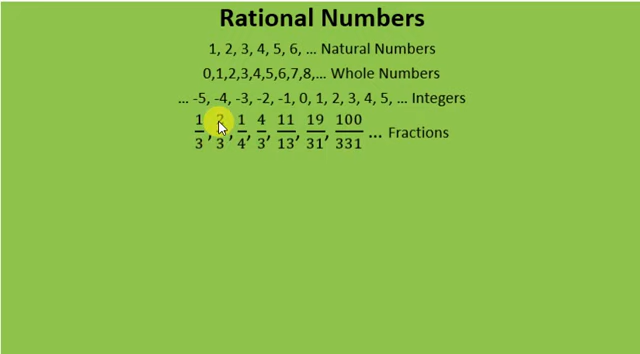 Rational Numbers
1, 2, 3, 4, 5, 6, ... Natural Numbers
0,1,2,3,4,5,6,7,8,... Whole Numbers
... -5, -4, -3, -2, -1, 0, 1, 2, 3, 4, 5, ... Integers
1/3, 2/3, 1/4, 4/3, 11/13, 19/31, 100/331 ... Fractions